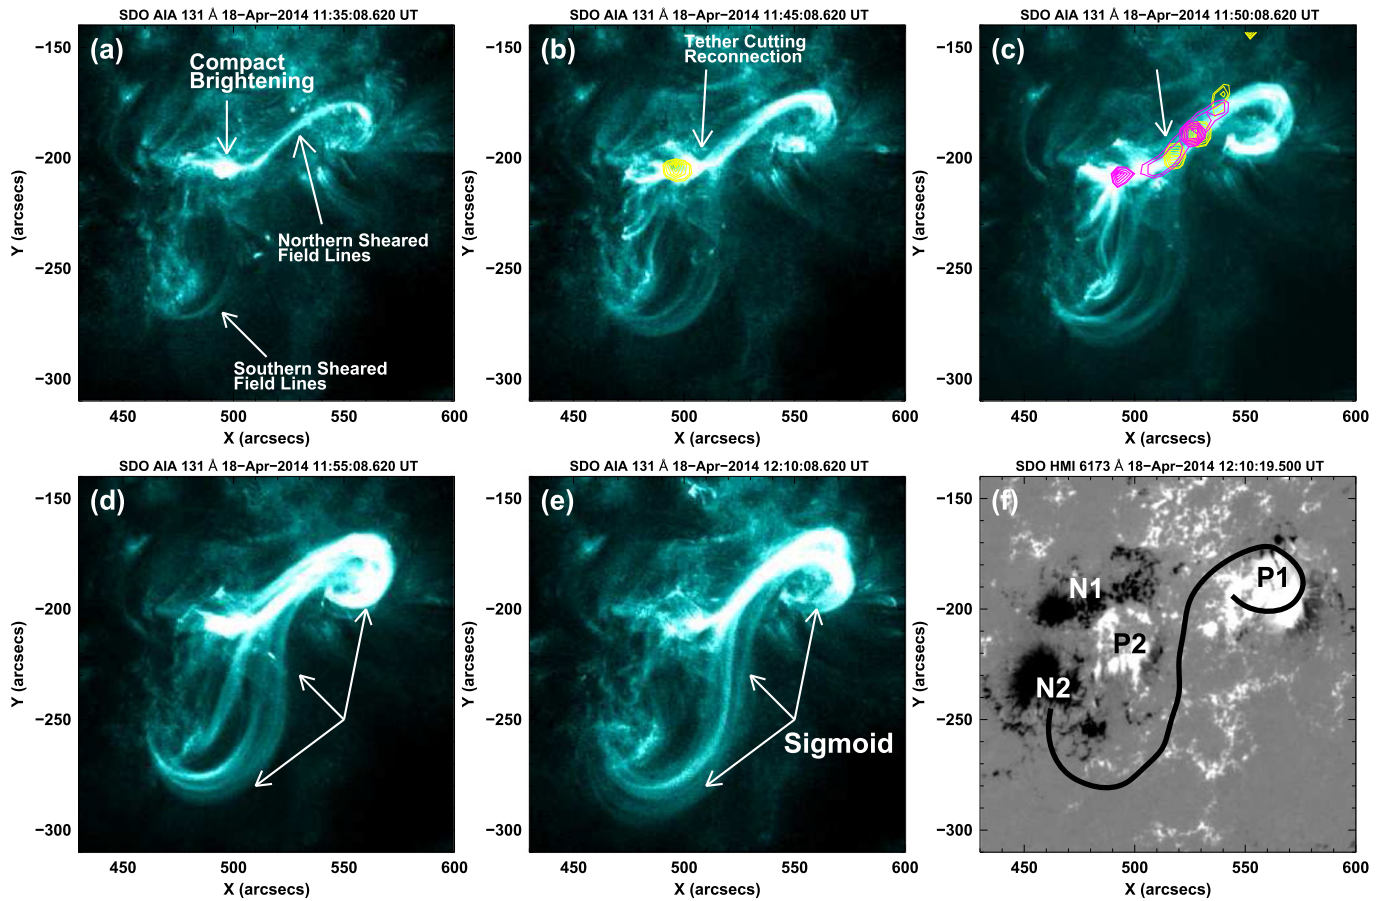 SDO AIA 131 Å 18−Apr−2014 11:35:08.620 UT
(a)
Compact
Brightening
Northern Sheared
Field Lines
Southern Sheared
Field Lines
−150
−200
−250
−300
Y (arcsecs)
450 500 550 600
X (arcsecs)
SDO AIA 131 Å 18−Apr−2014 11:45:08.620 UT
(b)
Tether Cutting
Reconnection
−150
−200
−250
−300
Y (arcsecs)
450 500 550 600
X (arcsecs)
SDO AIA 131 Å 18−Apr−2014 11:50:08.620 UT
(c)
−150
−200
−250
−300
Y (arcsecs)
450 500 550 600
X (arcsecs)
SDO AIA 131 Å 18−Apr−2014 11:55:08.620 UT
(d)
−150
−200
−250
−300
Y (arcsecs)
450 500 550 600
X (arcsecs)
SDO AIA 131 Å 18−Apr−2014 12:10:08.620 UT
(e)
Sigmoid
−150
−200
−250
−300
Y (arcsecs)
450 500 550 600
X (arcsecs)
SDO HMI 6173 Å 18−Apr−2014 12:10:19.500 UT
(f)
N1
P1
P2
N2
−150
−200
−250
−300
Y (arcsecs)
450 500 550 600
X (arcsecs)